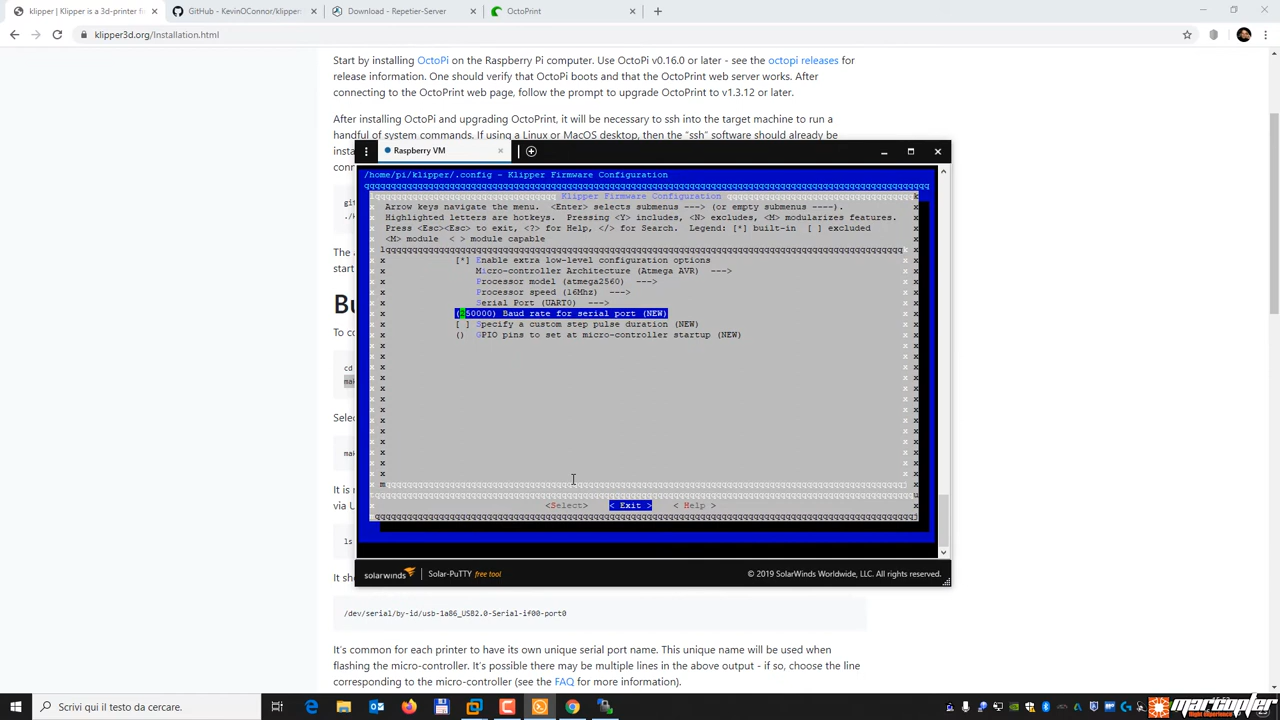 klipper | Klipper is a 3d-printer f
GitHub - KevinOConnor/klipper
Download - Repetier-Server
OctoPrint
klipper3d.org/Installation.html
Start by installing OctoPi on the Raspberry Pi computer. Use OctoPi v0.16.0 or later - see the octopi releases for
release information. One should verify that OctoPi boots and that the OctoPrint web server works. After
connecting to the OctoPrint web page, follow the prompt to upgrade OctoPrint to v1.3.12 or later.
After installing OctoPi and upgrading OctoPrint, it will be necessary to ssh into the target machine to run a
handful of system commands. If using a Linux or MacOS desktop, then the "ssh" software should already be
Raspberry VM
/home/pi/klipper/.config - Klipper Firmware Configuration
Klipper Firmware Configuration
Arrow keys navigate the menu. <Enter> selects submenus ---> (or empty submenus ----).
Highlighted letters are hotkeys. Pressing <Y> includes, <N> excludes, <M> modularizes features.
Press <Esc><Esc> to exit, <?> for Help, </> for Search. Legend: [*] built-in [ ] excluded
<M> module < > module capable
[*] Enable extra low-level configuration options
Micro-controller Architecture (Atmega AVR) --->
Processor model (atmega2560) --->
Processor speed (16Mhz) --->
Serial Port (UART0) --->
(250000) Baud rate for serial port (NEW)
[ ] Specify a custom step pulse duration (NEW)
() GPIO pins to set at micro-controller startup (NEW)
<Select> < Exit > < Help >
solarwinds Solar-PuTTY free tool © 2019 SolarWinds Worldwide, LLC. All rights reserved.
/dev/serial/by-id/usb-1a86_USB2.0-Serial-if00-port0
It's common for each printer to have its own unique serial port name. This unique name will be used when
flashing the micro-controller. It's possible there may be multiple lines in the above output - if so, choose the line
corresponding to the micro-controller (see the FAQ for more information).
Scrivi qui il testo da cercare.
marcopter